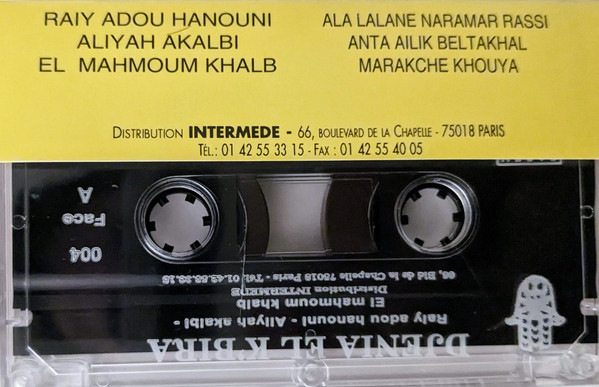 RAIY ADOU HANOUNI
ALIYAH AKALBI
EL MAHMOUM KHALB
ALA LALANE NARAMAR RASSI
ANTA AILIK BELTAKHAL
MARAKCHE KHOUYA
DISTRIBUTION INTERMEDE - 66, BOULEVARD DE LA CHAPELLE - 75018 PARIS
TÉL.: 01 42 55 33 15 - FAX : 01 42 55 40 05
DJENIA EL K'BIRA
Raiy adou hanouni - Aliyah akalbi -
El mahmoum khalb
Distribution INTERMEDE
66, Bld de la Chapelle 75018 Paris - Tél. 01.42.55.33.15
004
Face
A